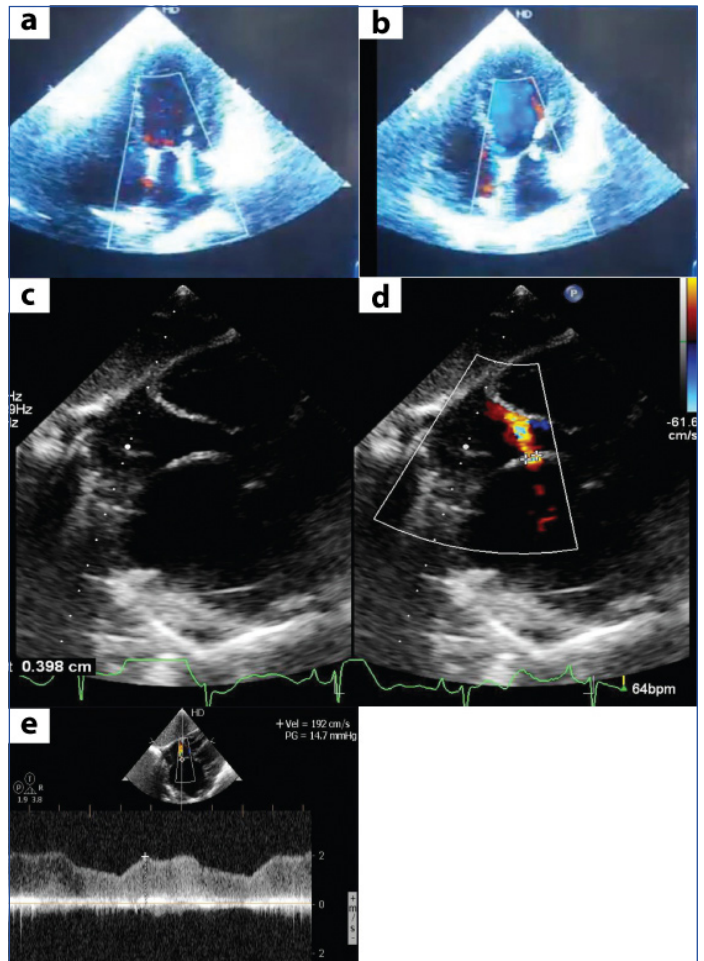 a
HD
b
HD
c
Hz
9Hz
Hz
d
P
-61.6
cm/s
t 0.398 cm
64bpm
e
HD
+ Vel = 192 cm/s
PG = 14.7 mmHg
P I R
1.9 3.8
2
0
2
+
m
/
s
-